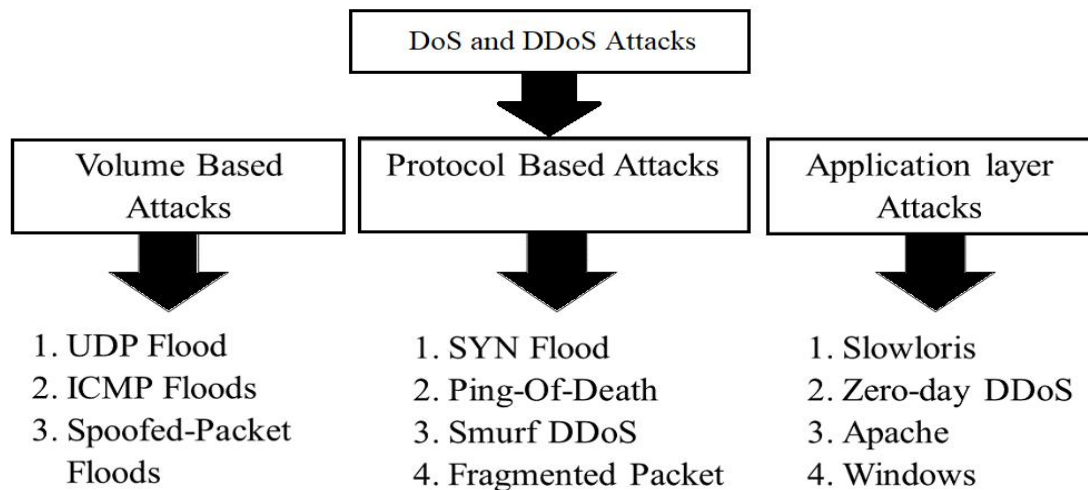 DoS and DDoS Attacks
Volume Based
Attacks
1. UDP Flood
2. ICMP Floods
3. Spoofed-Packet
Floods
Protocol Based Attacks
1. SYN Flood
2. Ping-Of-Death
3. Smurf DDoS
4. Fragmented Packet
Application layer
Attacks
1. Slowloris
2. Zero-day DDoS
3. Apache
4. Windows